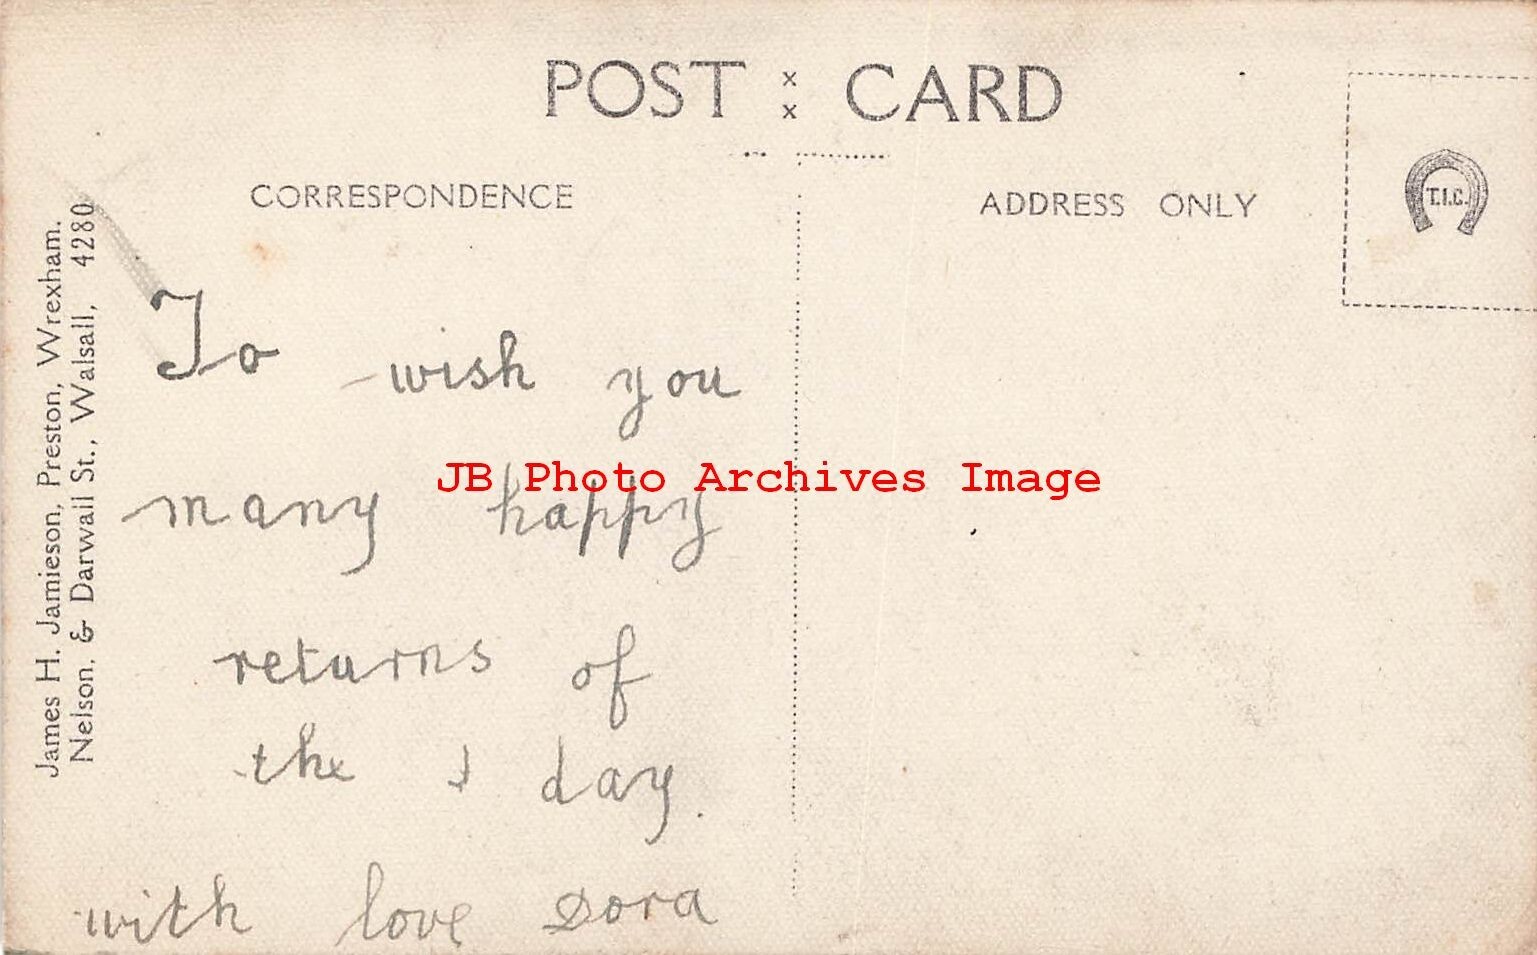 POST CARD
CORRESPONDENCE
ADDRESS ONLY
T.I.C.
James H. Jamieson, Preston, Wrexham.
Nelson, & Darwall St., Walsall, 4280
To wish you
many happy
returns of
the day.
with love Dora
JB Photo Archives Image